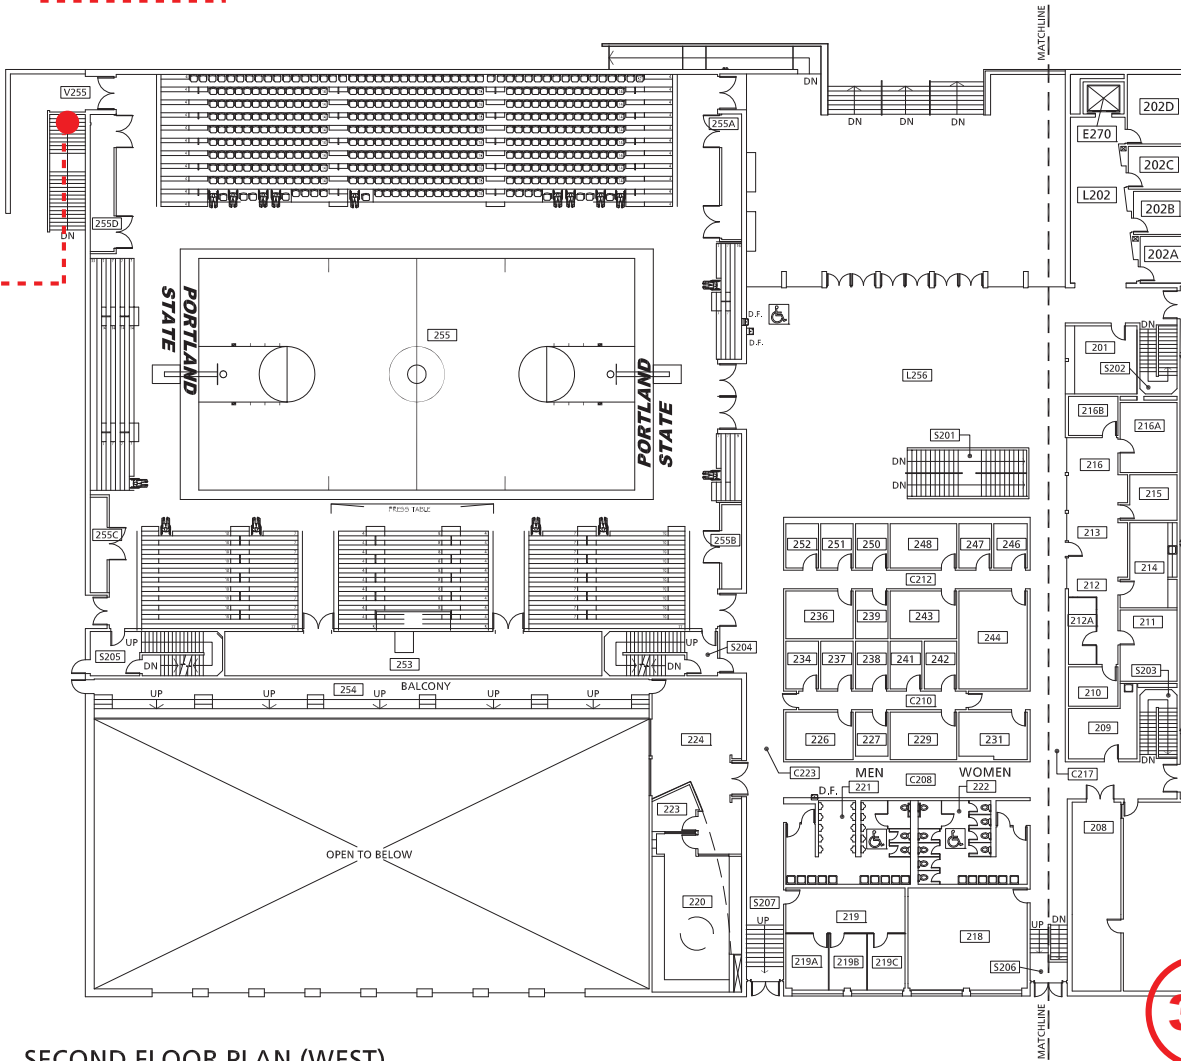 MATCHLINE
DN
DN
DN
DN
V255
255A
202D
E270
202C
L202
202B
202A
255D
DN
PORTLAND
STATE
D.F.
D.F.
255
DN
201
S202
L256
PORTLAND
STATE
216B
216A
S201
DN
DN
216
215
PRESS TABLE
255C
255B
252
251
250
248
247
246
213
214
C212
212
236
239
243
244
212A
211
UP
UP
S205
S204
DN
253
DN
234
237
238
241
242
S203
BALCONY
254
UP
UP
UP
UP
UP
C210
210
209
224
226
227
229
231
DN
C223
MEN
C208
WOMEN
C217
D.F.
221
222
223
208
OPEN TO BELOW
220
S207
UP
219
218
UP
DN
219A
219B
219C
S206
MATCHLINE
SECOND FLOOR PLAN (WEST)